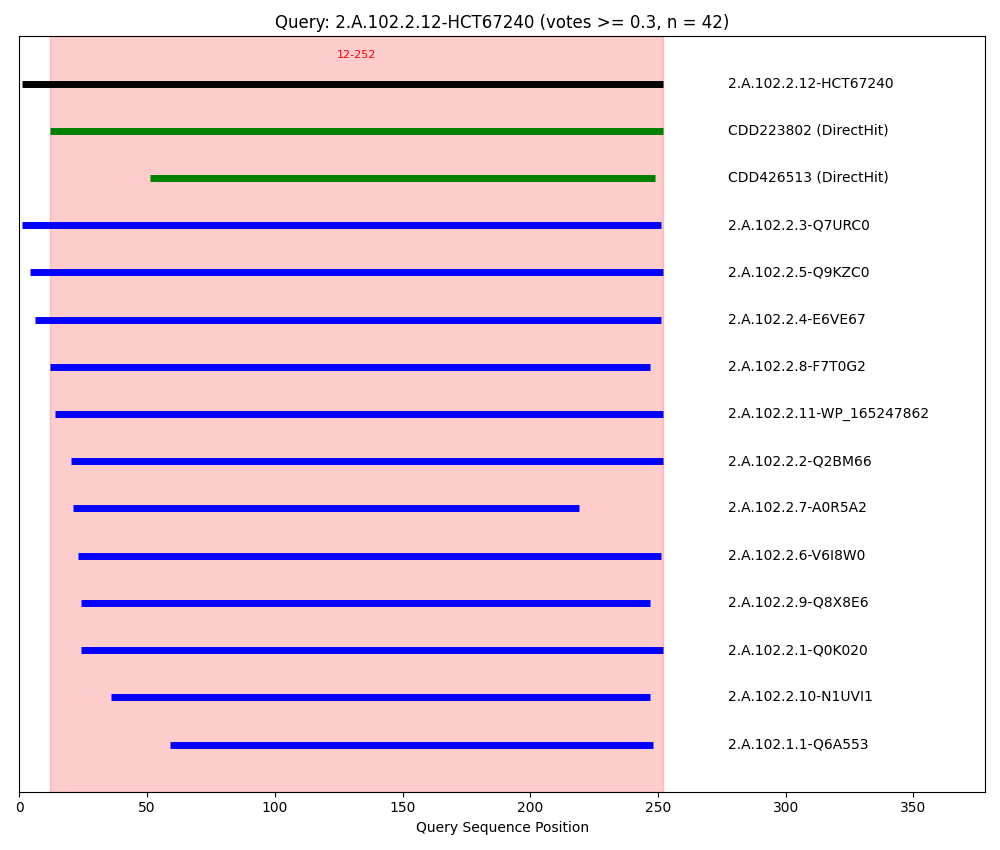 Query: 2.A.102.2.12-HCT67240 (votes >= 0.3, n = 42)
12-252
2.A.102.2.12-HCT67240
CDD223802 (DirectHit)
CDD426513 (DirectHit)
2.A.102.2.3-Q7URC0
2.A.102.2.5-Q9KZC0
2.A.102.2.4-E6VE67
2.A.102.2.8-F7T0G2
2.A.102.2.11-WP_165247862
2.A.102.2.2-Q2BM66
2.A.102.2.7-A0R5A2
2.A.102.2.6-V6I8W0
2.A.102.2.9-Q8X8E6
2.A.102.2.1-Q0K020
2.A.102.2.10-N1UVI1
2.A.102.1.1-Q6A553
0 50 100 150 200 250 300 350
Query Sequence Position